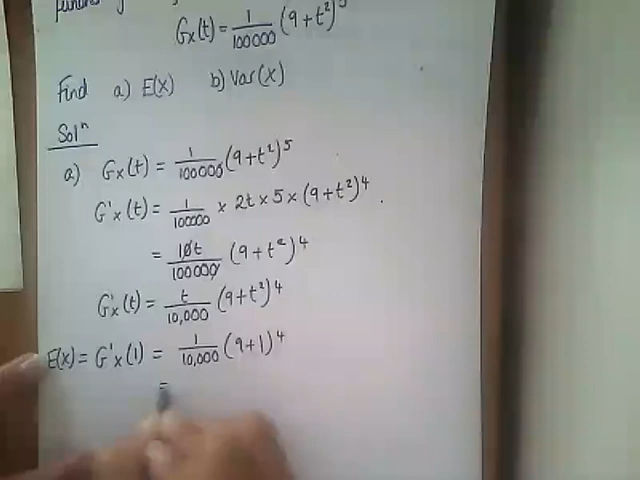 Gx(t) = 1/100000 (9+t²)⁵
Find a) E(x) b) Var(x)
Solⁿ
a) Gx(t) = 1/100000 (9+t²)⁵
G'x(t) = 1/100000 × 2t × 5 × (9+t²)⁴.
= 10t/100000 (9+t²)⁴
G'x(t) = t/10,000 (9+t²)⁴
E(x) = G'x(1) = 1/10,000 (9+1)⁴
=